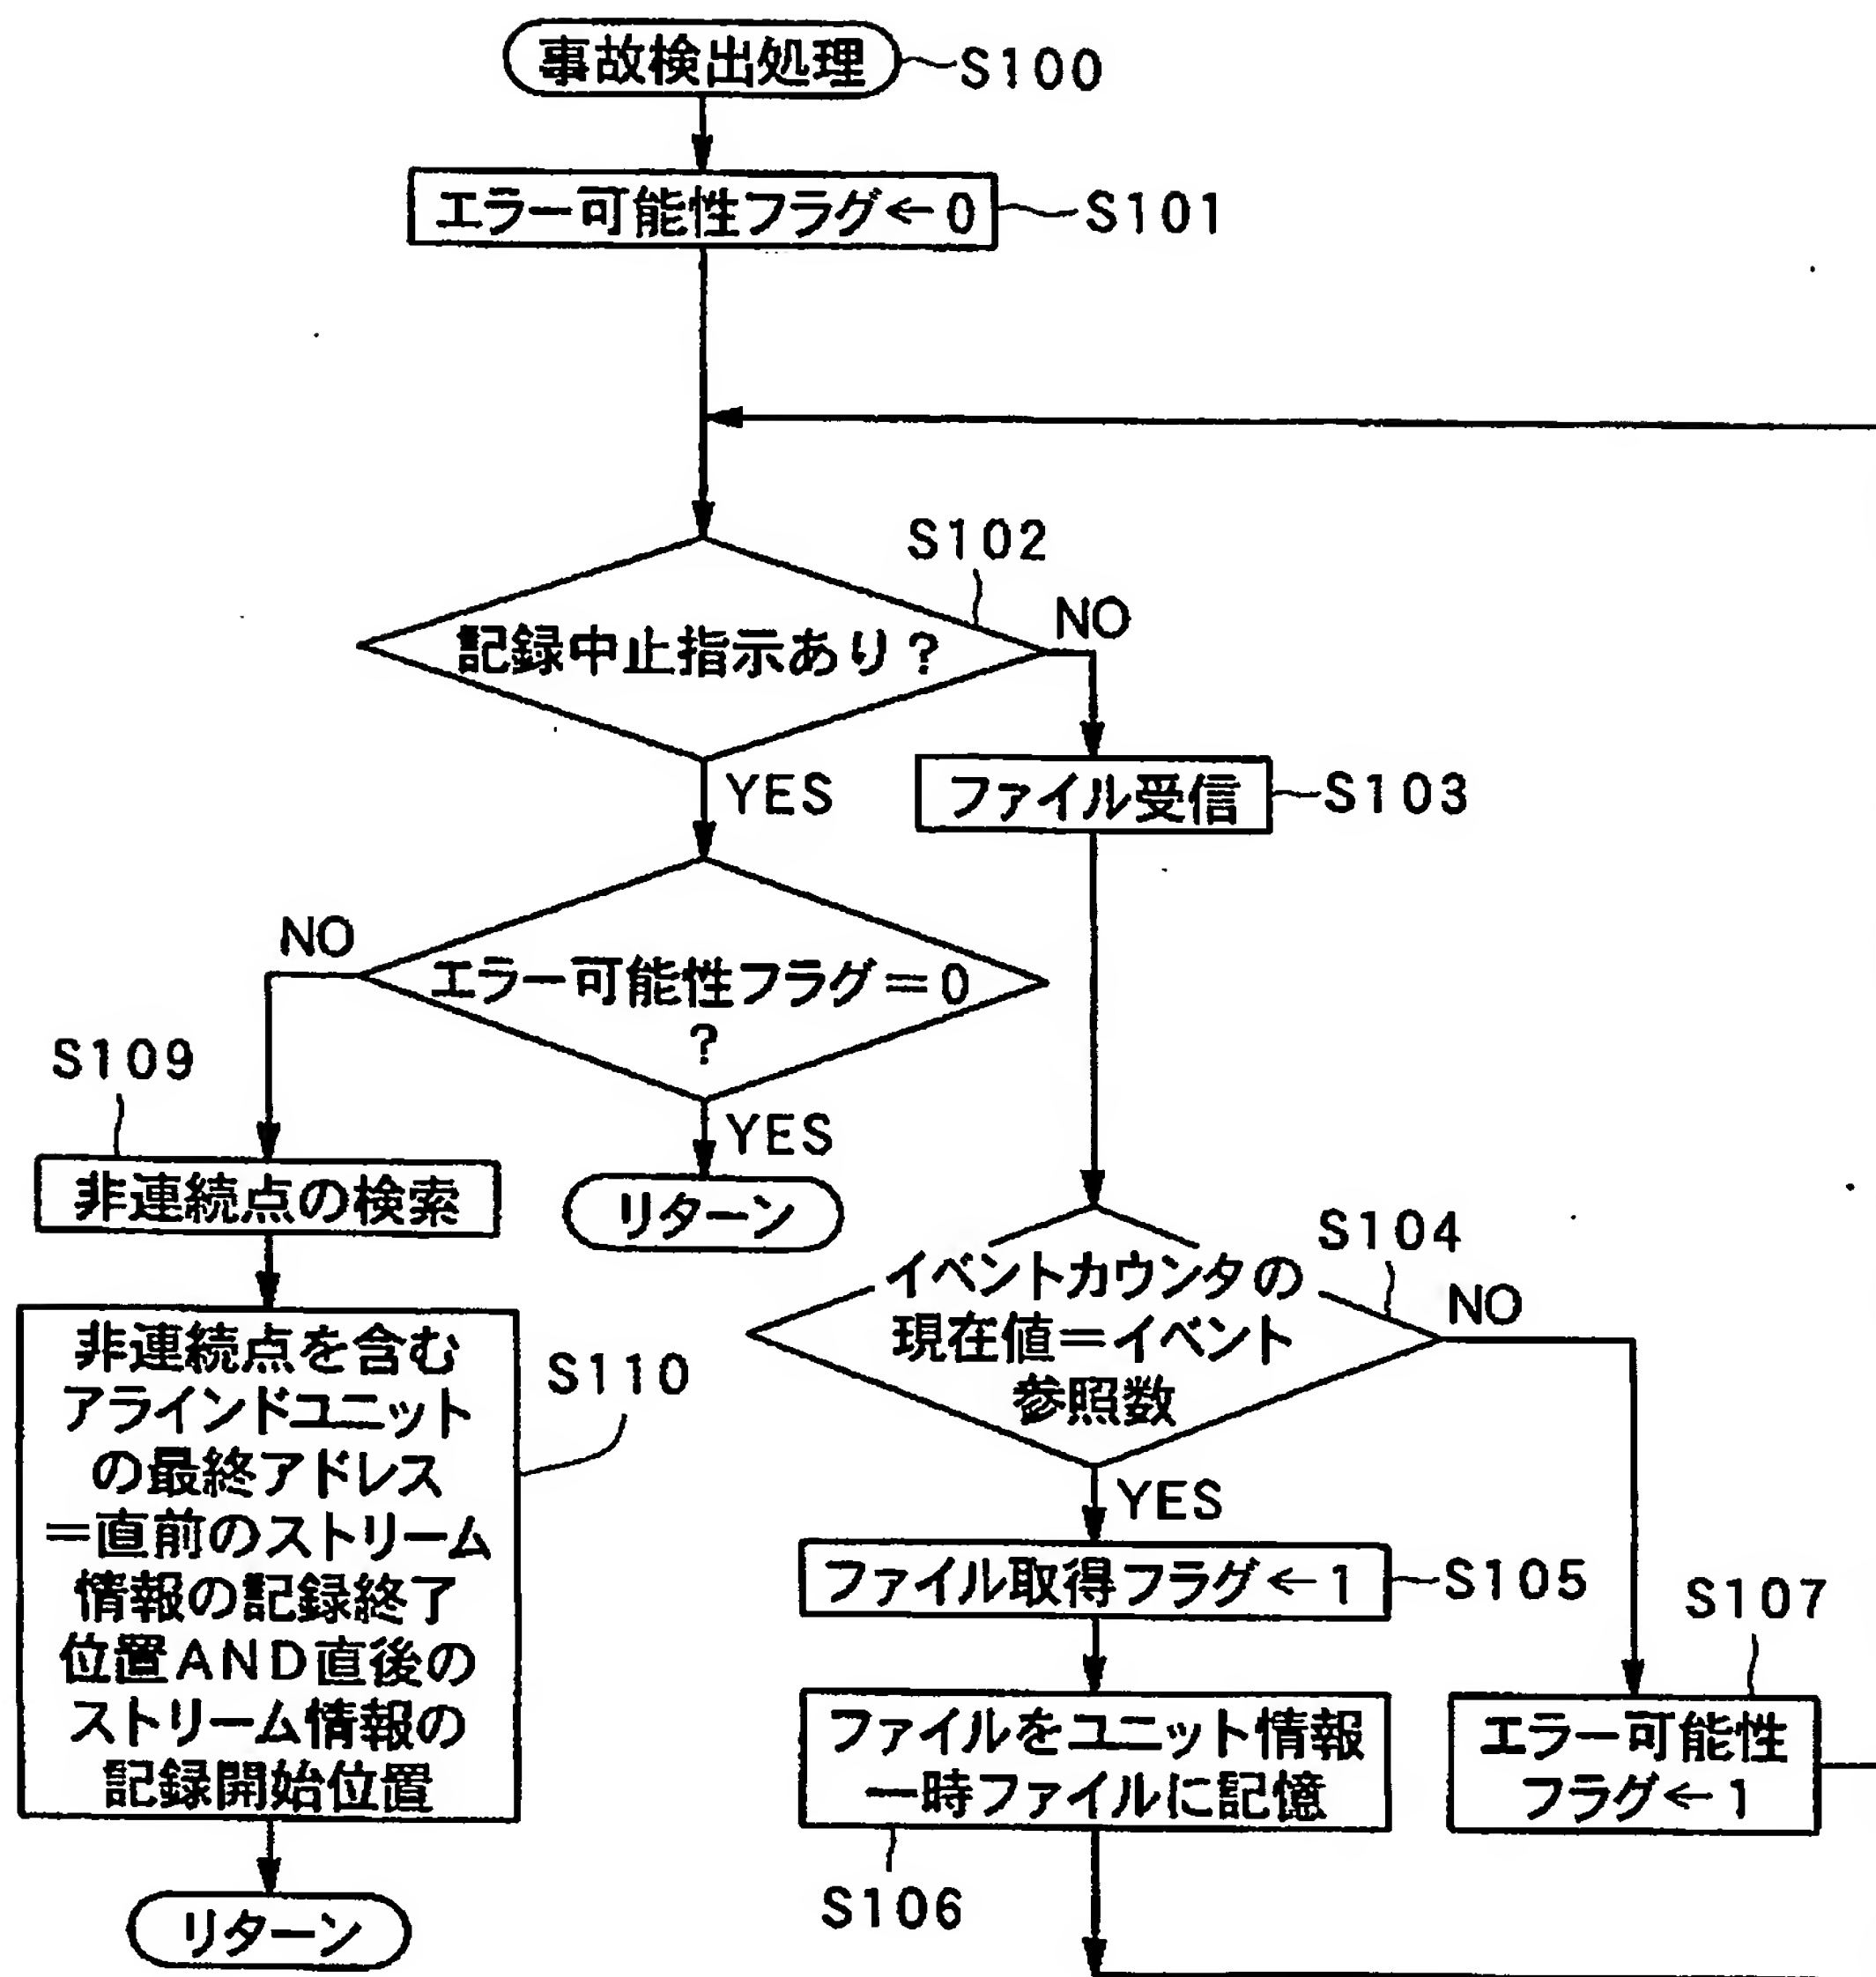 事故検出処理
S100
エラー可能性フラグ←0
S101
S102
記録中止指示あり？
NO
YES
ファイル受信
S103
NO
エラー可能性フラグ＝0
？
YES
S109
非連続点の検索
リターン
S104
イベントカウンタの
現在値＝イベント
参照数
NO
YES
非連続点を含む
アラインドユニット
の最終アドレス
＝直前のストリーム
情報の記録終了
位置AND直後の
ストリーム情報の
記録開始位置
S110
ファイル取得フラグ←1
S105
S107
ファイルをユニット情報
一時ファイルに記憶
エラー可能性
フラグ←1
S106
リターン